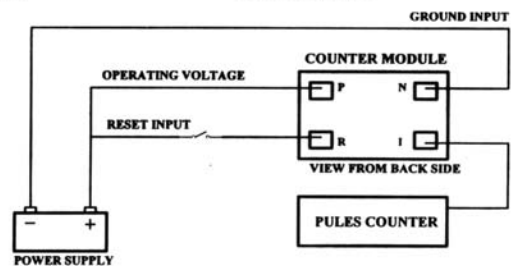 GROUND INPUT
COUNTER MODULE
OPERATING VOLTAGE
P N
RESET INPUT
R I
VIEW FROM BACK SIDE
PULES COUNTER
- +
POWER SUPPLY